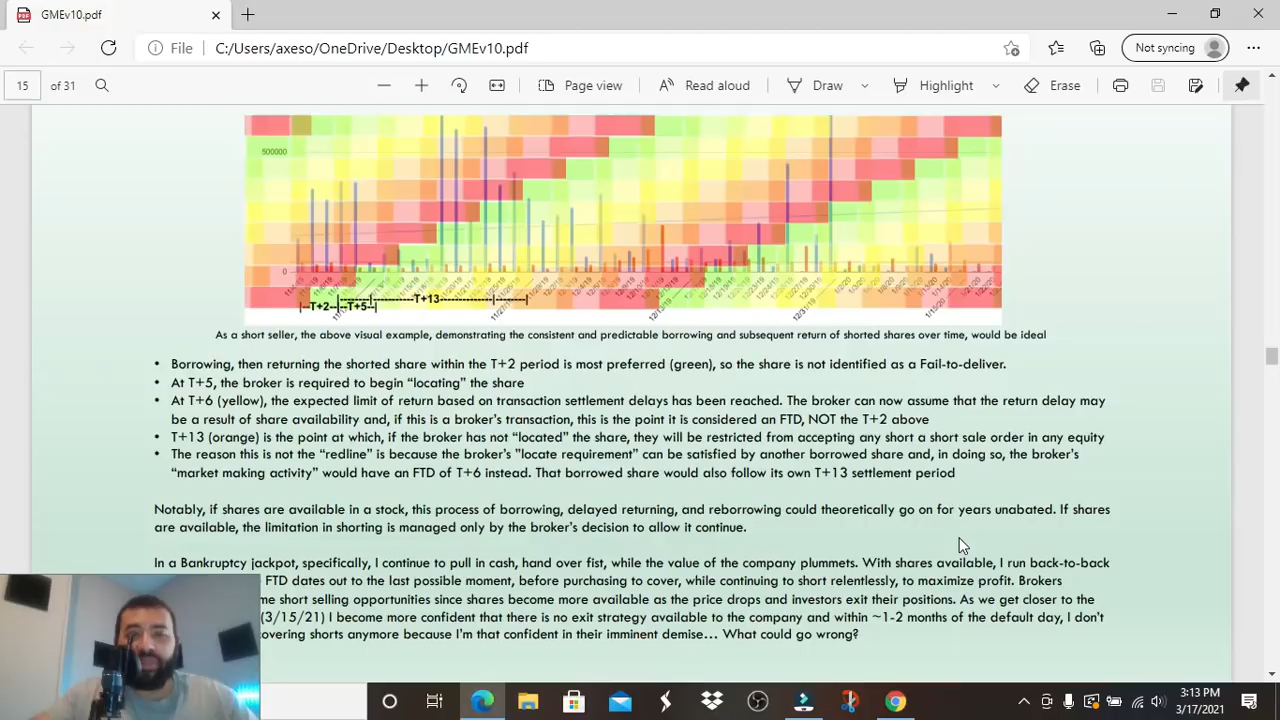 GMEv10.pdf
File
C:/Users/axeso/OneDrive/Desktop/GMEv10.pdf
Not syncing
15 of 31
Page view
Read aloud
Draw
Highlight
Erase
500000
0
|--T+2--|--T+5--|
T+13
12/31/19
As a short seller, the above visual example, demonstrating the consistent and predictable borrowing and subsequent return of shorted shares over time, would be ideal
• Borrowing, then returning the shorted share within the T+2 period is most preferred (green), so the share is not identified as a Fail-to-deliver.
• At T+5, the broker is required to begin “locating” the share
• At T+6 (yellow), the expected limit of return based on transaction settlement delays has been reached. The broker can now assume that the return delay may
be a result of share availability and, if this is a broker's transaction, this is the point it is considered an FTD, NOT the T+2 above
• T+13 (orange) is the point at which, if the broker has not “located” the share, they will be restricted from accepting any short a short sale order in any equity
• The reason this is not the “redline” is because the broker's "locate requirement” can be satisfied by another borrowed share and, in doing so, the broker's
“market making activity” would have an FTD of T+6 instead. That borrowed share would also follow its own T+13 settlement period
Notably, if shares are available in a stock, this process of borrowing, delayed returning, and reborrowing could theoretically go on for years unabated. If shares
are available, the limitation in shorting is managed only by the broker's decision to allow it continue.
In a Bankruptcy jackpot, specifically, I continue to pull in cash, hand over fist, while the value of the company plummets. With shares available, I run back-to-back
FTD dates out to the last possible moment, before purchasing to cover, while continuing to short relentlessly, to maximize profit. Brokers
short selling opportunities since shares become more available as the price drops and investors exit their positions. As we get closer to the
(3/15/21) I become more confident that there is no exit strategy available to the company and within ~1-2 months of the default day, I don't
shorts anymore because I'm that confident in their imminent demise… What could go wrong?
3:13 PM
3/17/2021